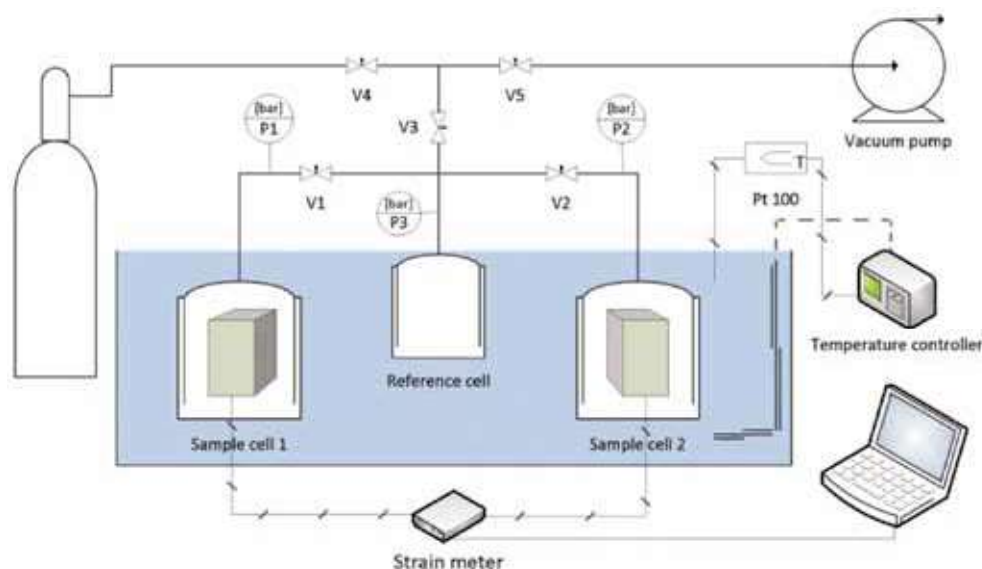 V4
V5
[bar]
P1
V3
[bar]
P2
Vacuum pump
T
Pt 100
V1
V2
[bar]
P3
Temperature controller
Reference cell
Sample cell 1
Sample cell 2
Strain meter